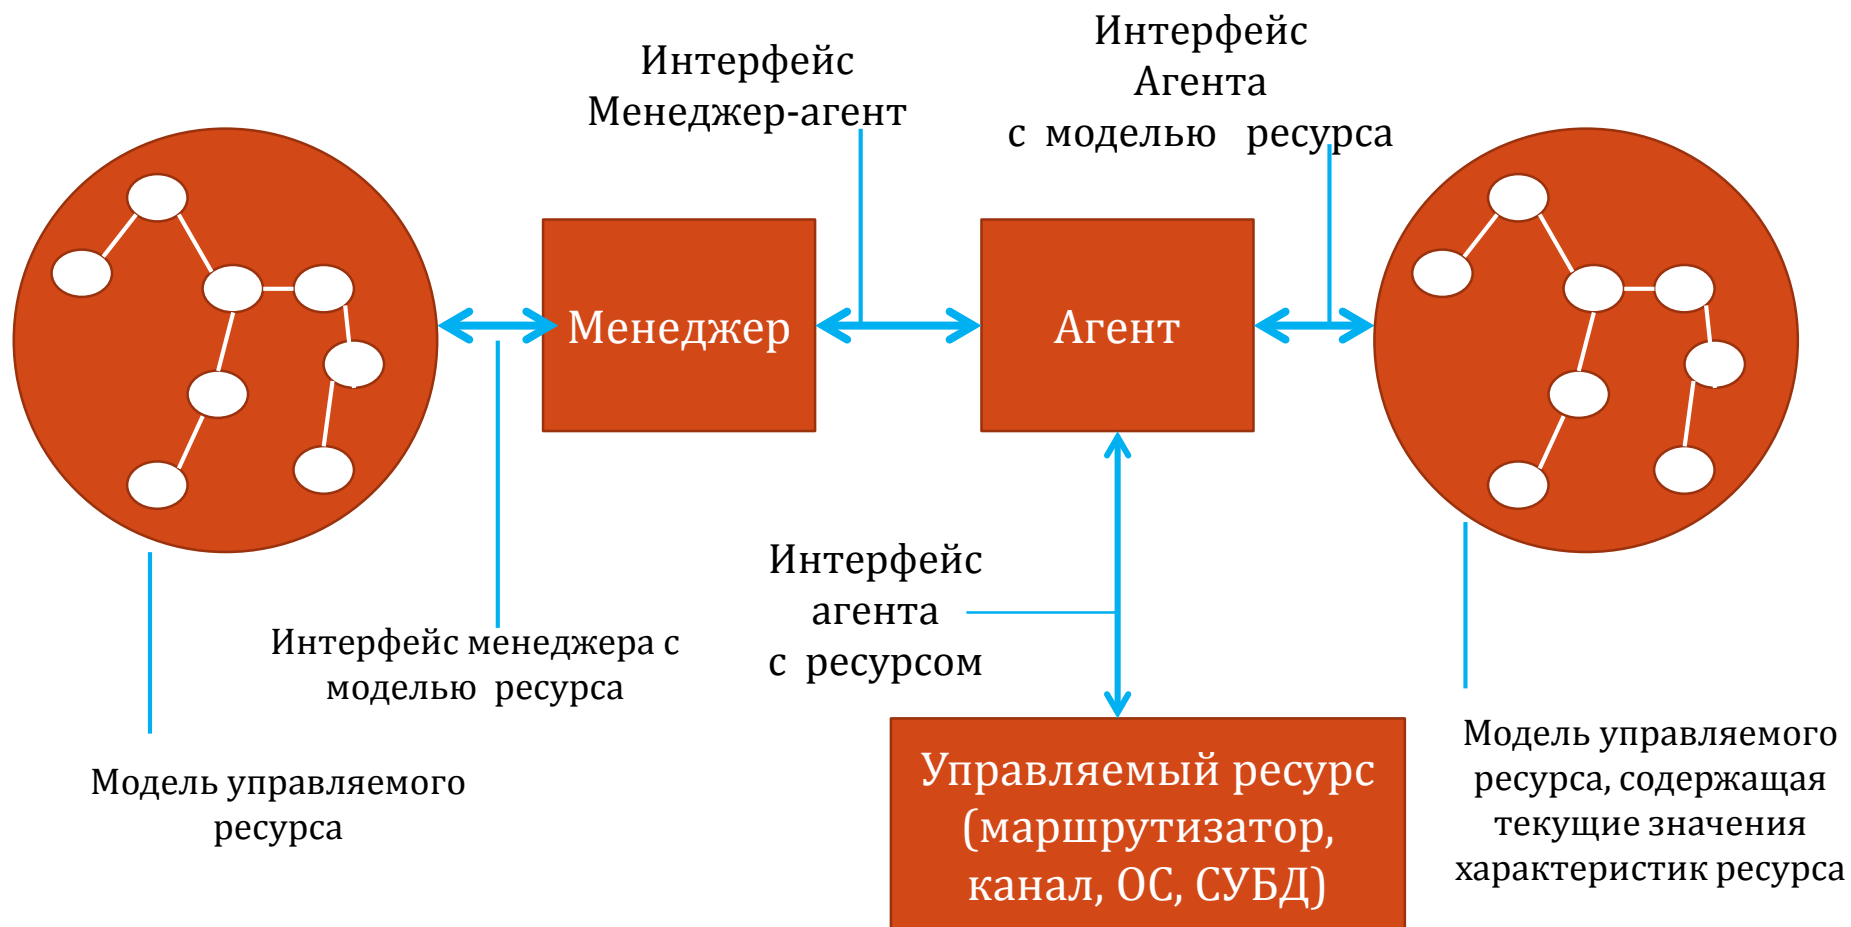 Интерфейс
Менеджер-агент
Интерфейс
Агента
с моделью ресурса
Менеджер
Агент
Интерфейс менеджера с
моделью ресурса
Модель управляемого
ресурса
Интерфейс
агента
с ресурсом
Управляемый ресурс
(маршрутизатор,
канал, ОС, СУБД)
Модель управляемого
ресурса, содержащая
текущие значения
характеристик ресурса